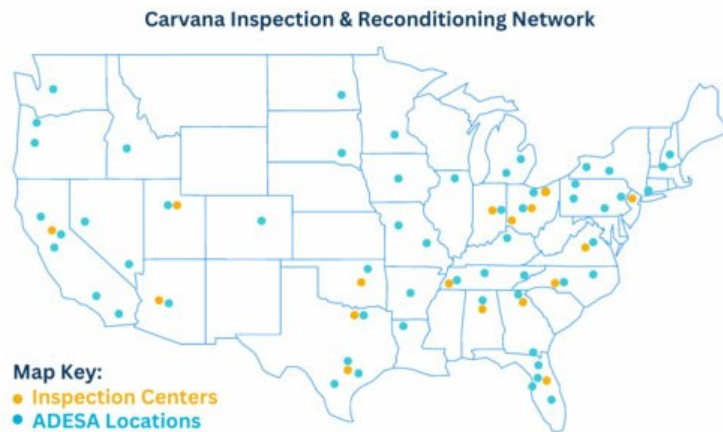 Carvana Inspection & Reconditioning Network
Map Key:
Inspection Centers
ADESA Locations